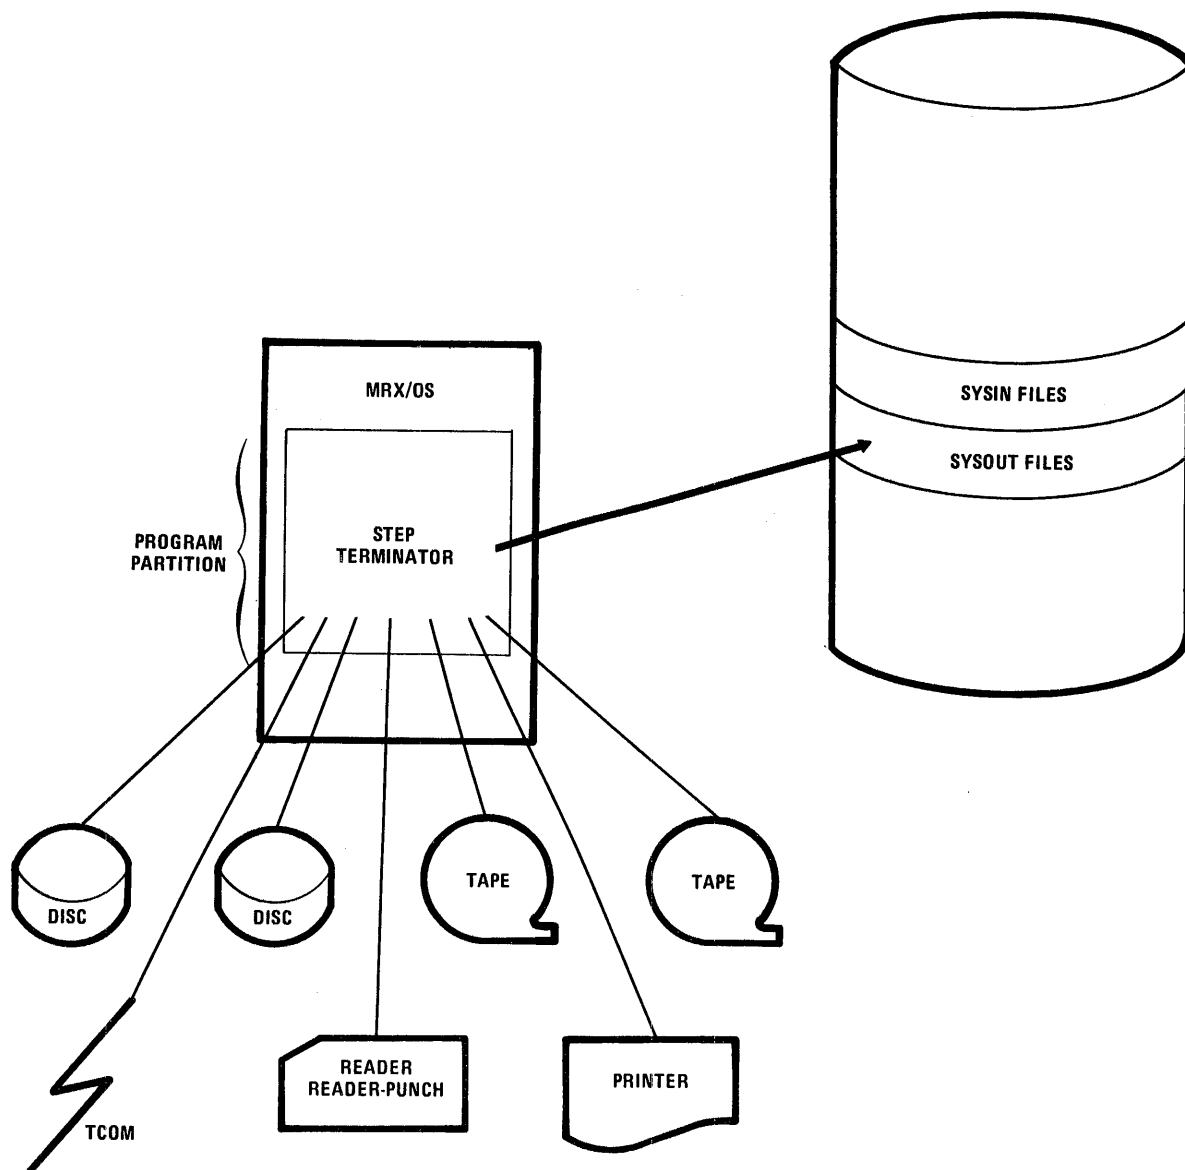 MRX/OS
SYSIN FILES
SYSOUT FILES
PROGRAM
PARTITION
STEP
TERMINATOR
DISC
DISC
TAPE
TAPE
READER
READER-PUNCH
PRINTER
TCOM